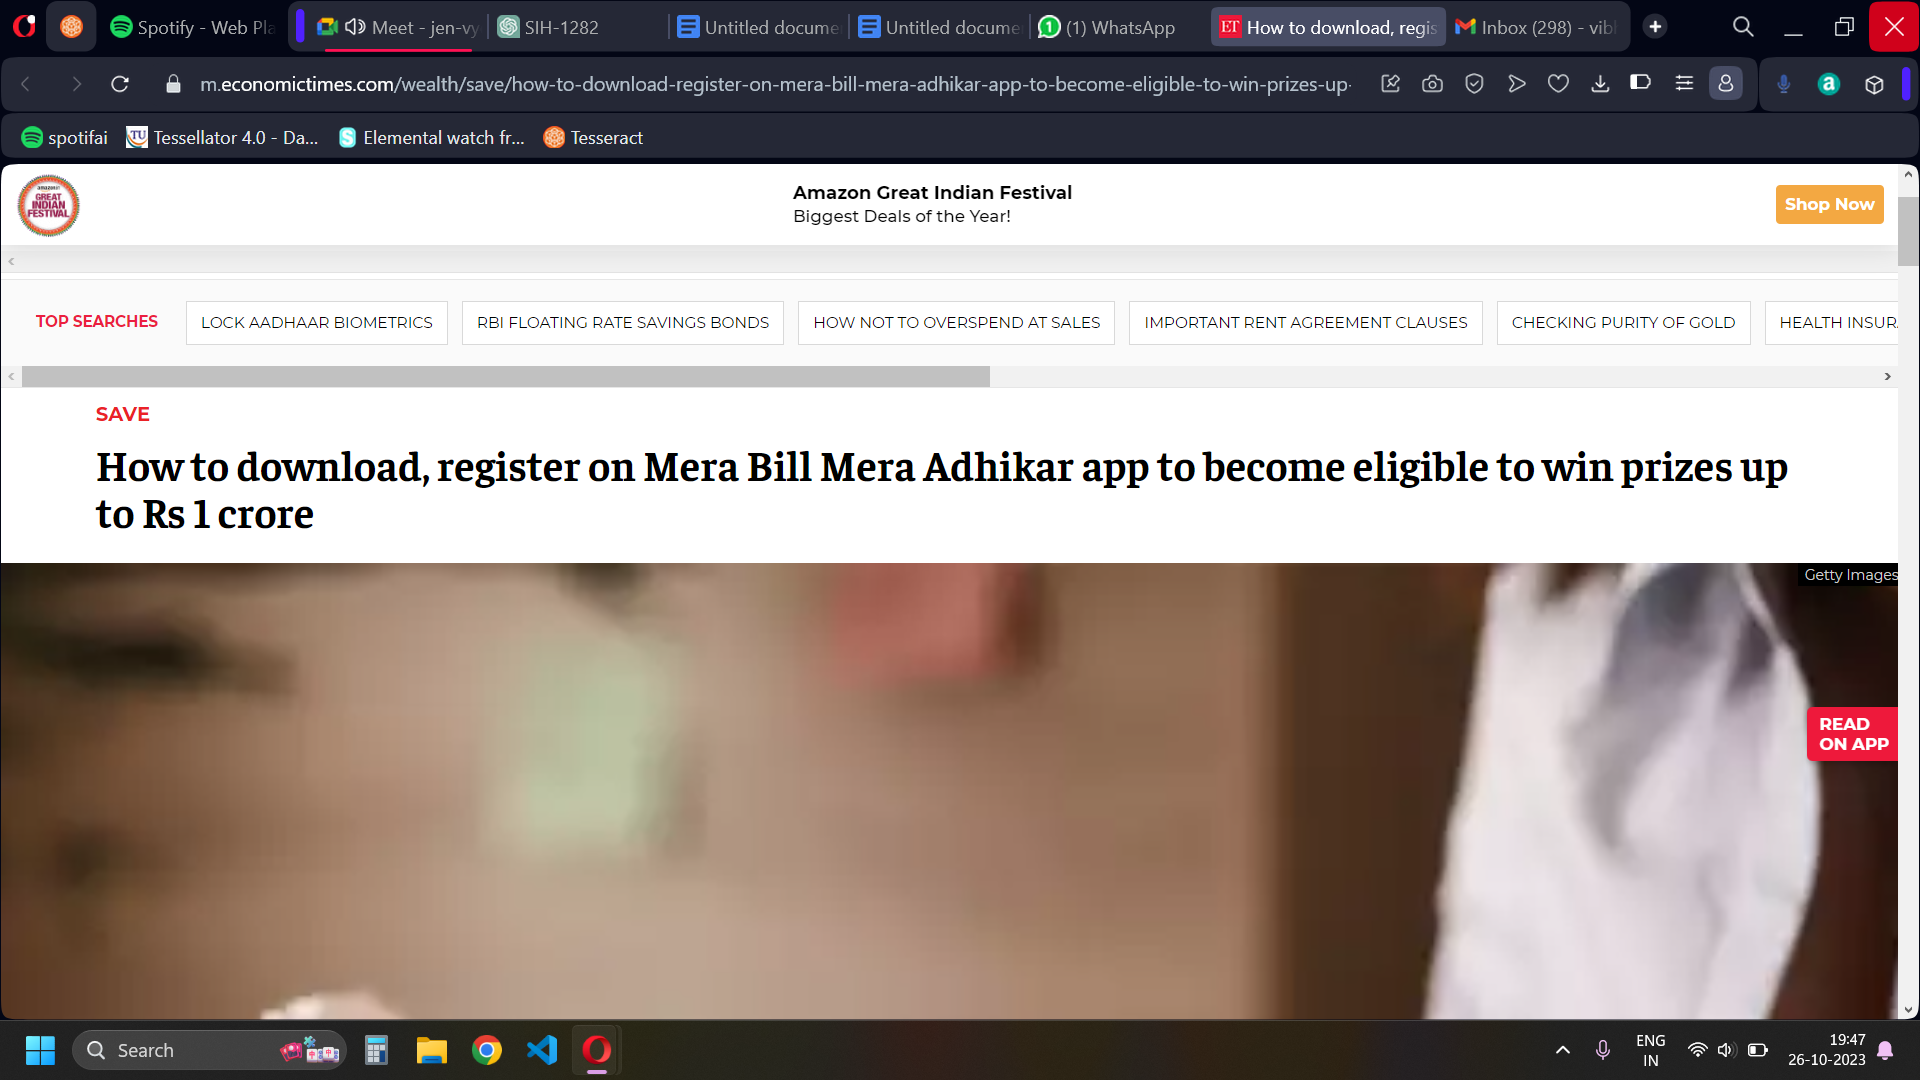 Spotify - Web Pla
Meet - jen-vy
SIH-1282
Untitled docume
Untitled docume
(1) WhatsApp
ET
How to download, regis
Inbox (298) - vib
m.economictimes.com/wealth/save/how-to-download-register-on-mera-bill-mera-adhikar-app-to-become-eligible-to-win-prizes-up-
a
spotifai
TU
Tessellator 4.0 - Da...
S
Elemental watch fr...
Tesseract
GREAT
INDIAN
FESTIVAL
Amazon Great Indian Festival
Biggest Deals of the Year!
Shop Now
TOP SEARCHES
LOCK AADHAAR BIOMETRICS
RBI FLOATING RATE SAVINGS BONDS
HOW NOT TO OVERSPEND AT SALES
IMPORTANT RENT AGREEMENT CLAUSES
CHECKING PURITY OF GOLD
HEALTH INSUR
SAVE
How to download, register on Mera Bill Mera Adhikar app to become eligible to win prizes up
to Rs 1 crore
Getty Images
READ
ON APP
Search
ENG
IN
19:47
26-10-2023